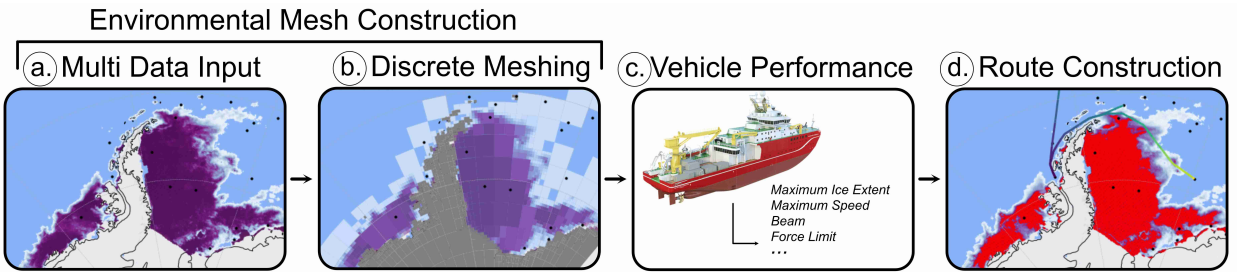 Environmental Mesh Construction
a. Multi Data Input
b. Discrete Meshing
c. Vehicle Performance
d. Route Construction
Maximum Ice Extent
Maximum Speed
Beam
Force Limit
...